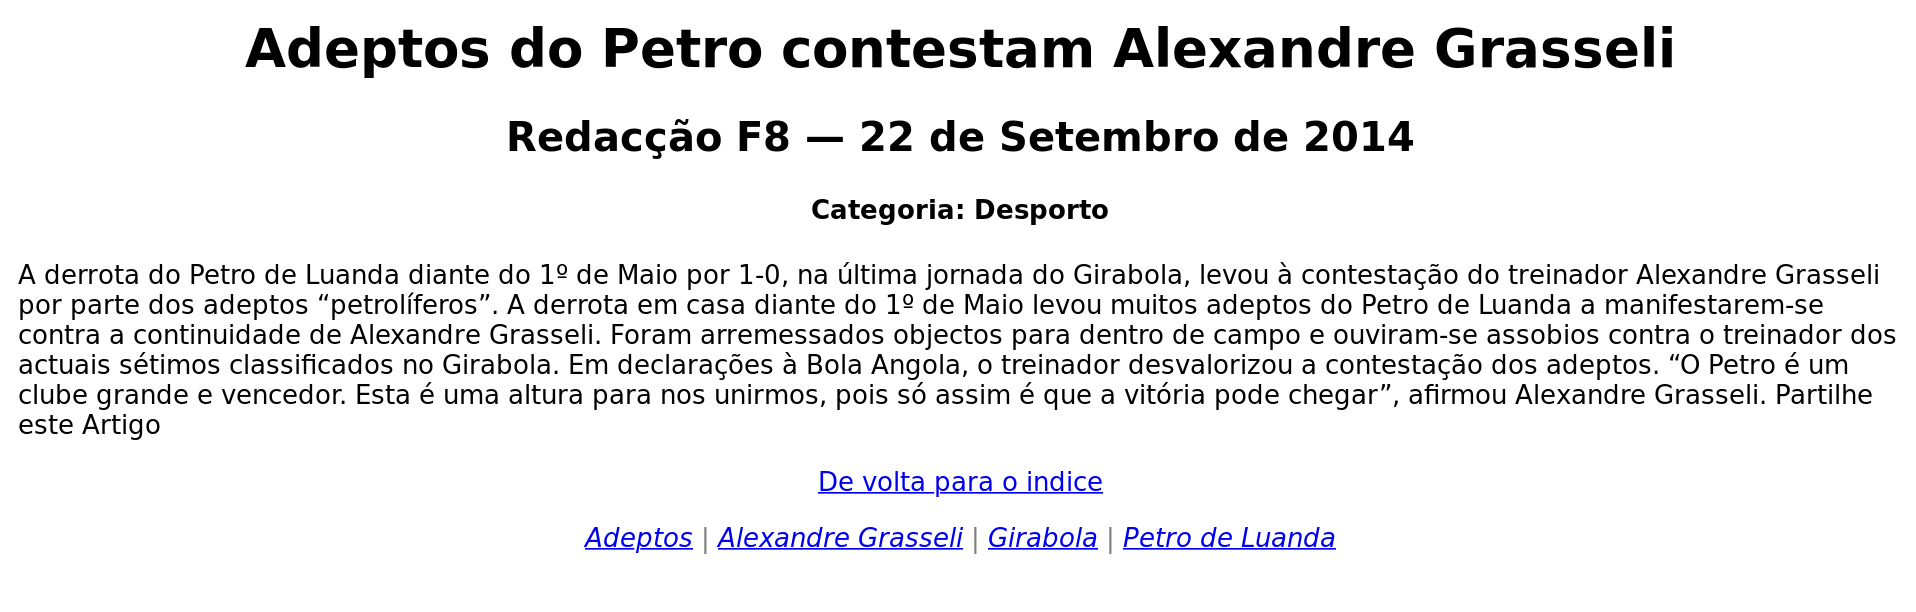 Adeptos do Petro contestam Alexandre Grasseli
Redacção F8 — 22 de Setembro de 2014
Categoria: Desporto
A derrota do Petro de Luanda diante do 1º de Maio por 1-0, na última jornada do Girabola, levou à contestação do treinador Alexandre Grasseli
por parte dos adeptos “petrolíferos”. A derrota em casa diante do 1º de Maio levou muitos adeptos do Petro de Luanda a manifestarem-se
contra a continuidade de Alexandre Grasseli. Foram arremessados objectos para dentro de campo e ouviram-se assobios contra o treinador dos
actuais sétimos classificados no Girabola. Em declarações à Bola Angola, o treinador desvalorizou a contestação dos adeptos. “O Petro é um
clube grande e vencedor. Esta é uma altura para nos unirmos, pois só assim é que a vitória pode chegar”, afirmou Alexandre Grasseli. Partilhe
este Artigo
De volta para o indice
Adeptos | Alexandre Grasseli | Girabola | Petro de Luanda